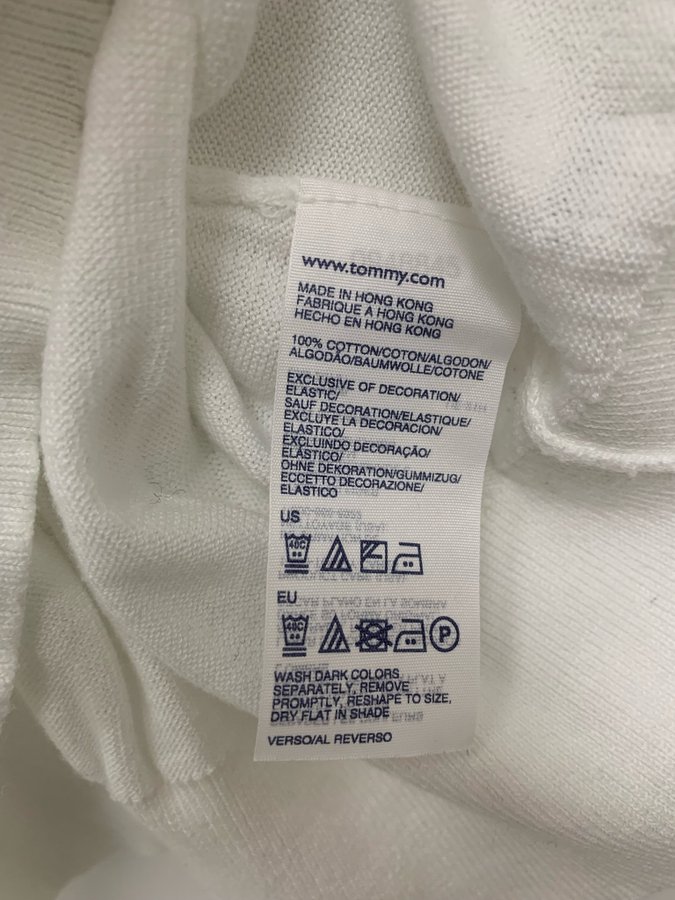 www.tommy.com
MADE IN HONG KONG
FABRIQUE A HONG KONG
HECHO EN HONG KONG
100% COTTON/COTON/ALGODON/
ALGODÃO/BAUMWOLLE/COTONE
EXCLUSIVE OF DECORATION/
ELASTIC/
SAUF DECORATION/ELASTIQUE/
EXCLUYE LA DECORACION/
ELASTICO/
EXCLUINDO DECORAÇÃO/
ELÁSTICO/
OHNE DEKORATION/GUMMIZUG/
ECCETTO DECORAZIONE/
ELASTICO
US
40C
EU
40C
P
WASH DARK COLORS
SEPARATELY, REMOVE
PROMPTLY, RESHAPE TO SIZE,
DRY FLAT IN SHADE
VERSO/AL REVERSO